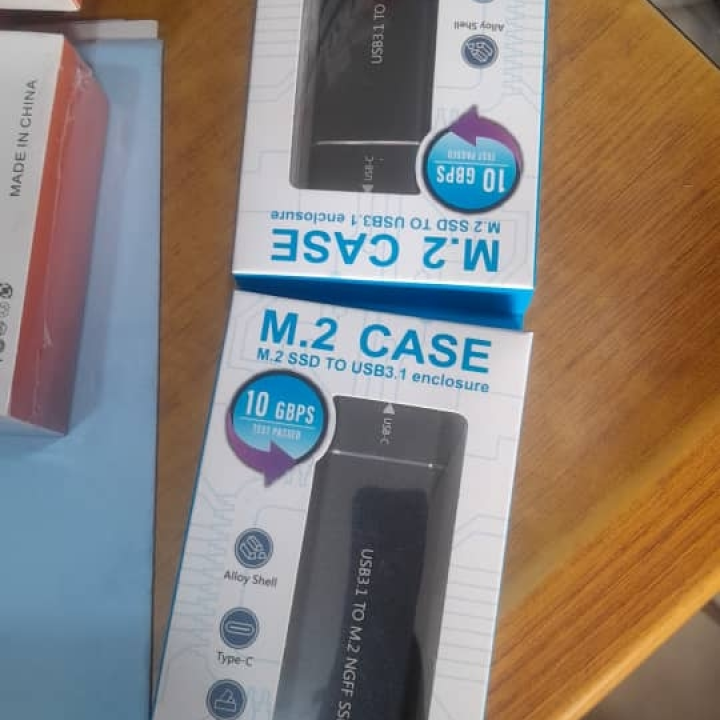 MADE IN CHINA
USB3.1 TO
Alloy Shell
USB-C
10 GBPS
TEST PASSED
M.2 SSD TO USB3.1 enclosure
M.2 CASE
M.2 CASE
M.2 SSD TO USB3.1 enclosure
10 GBPS
TEST PASSED
USB-C
USB3.1 TO M.2 NGFF SS
Alloy Shell
Type-C